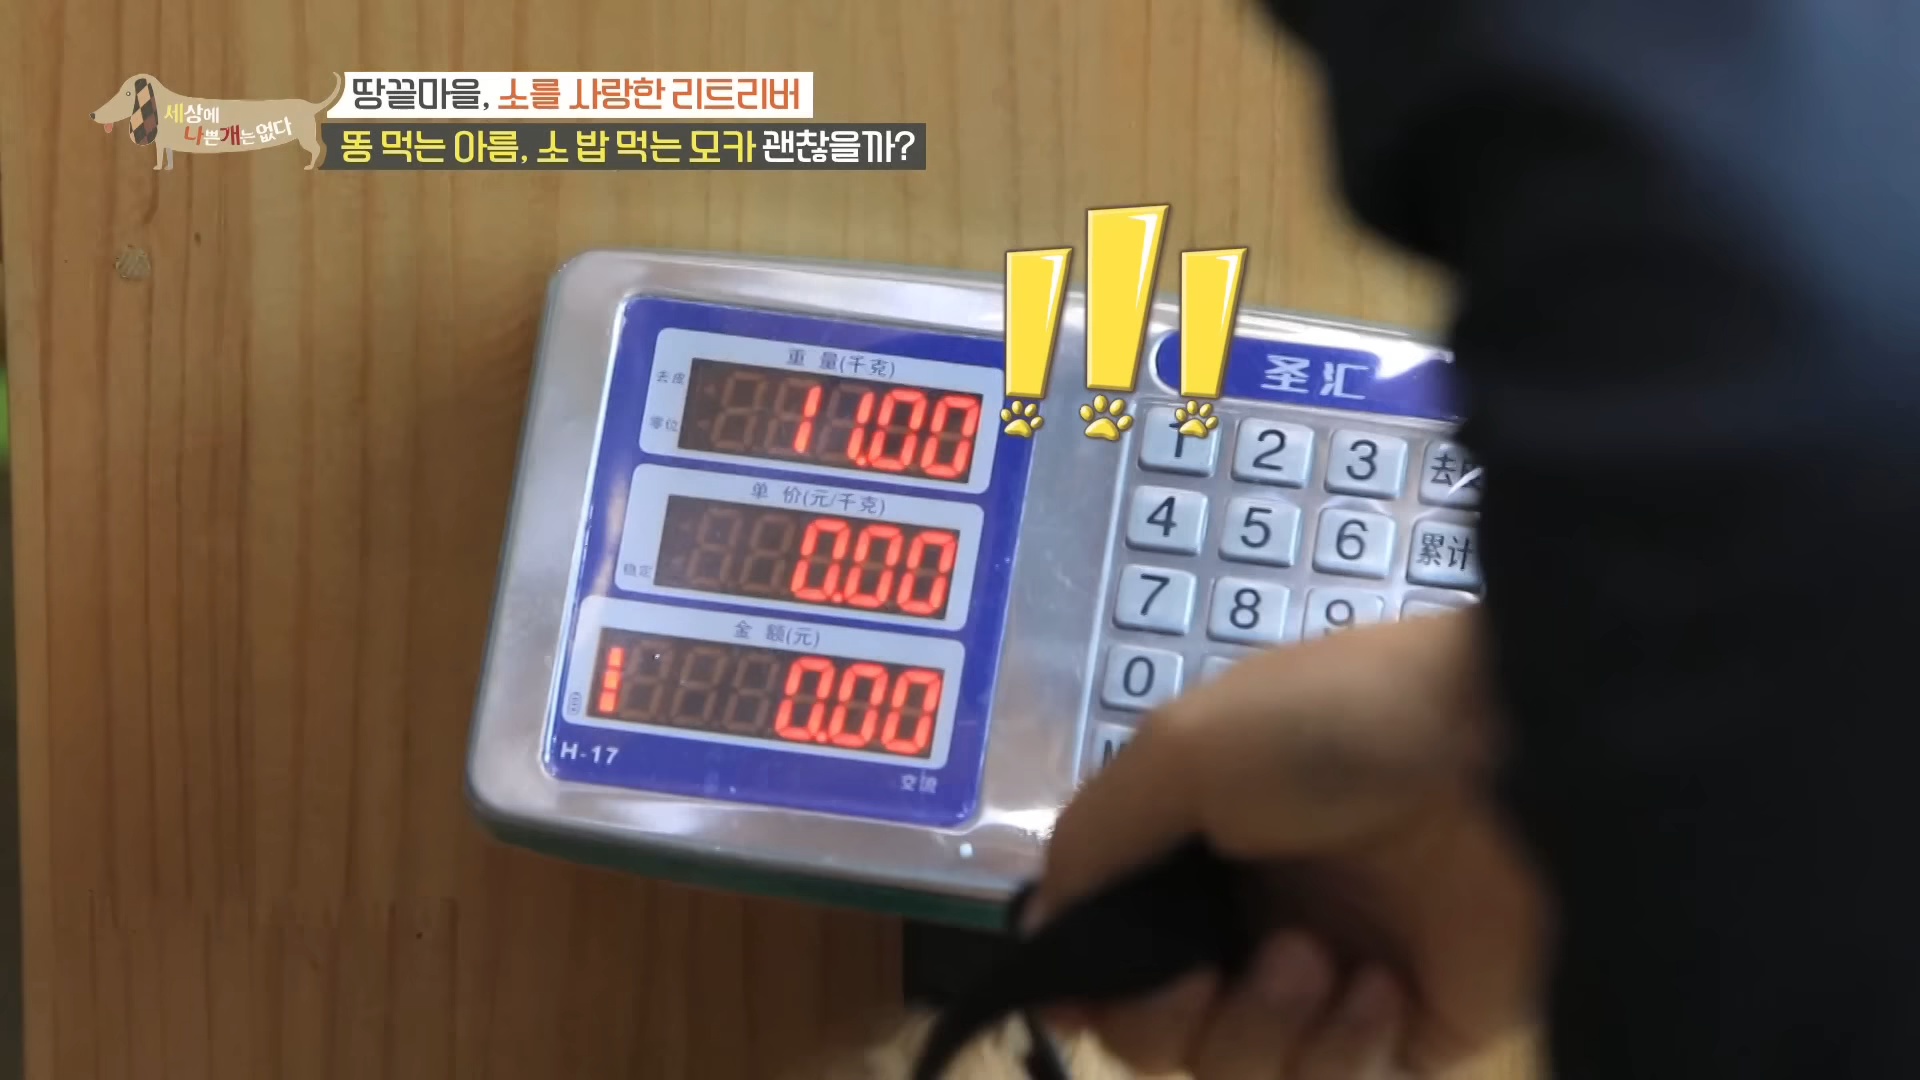 세상에
나쁜개는 없다
땅끝마을, 소를 사랑한 리트리버
똥 먹는 아름, 소 밥 먹는 모카 괜찮을까?
!!!
重 量(千克)
去皮
11.00
零位
单 价(元/千克)
0.00
稳定
金 额(元)
0.00
H-17
交流
圣汇
1 2 3
4 5 6 累计
7 8 9
0